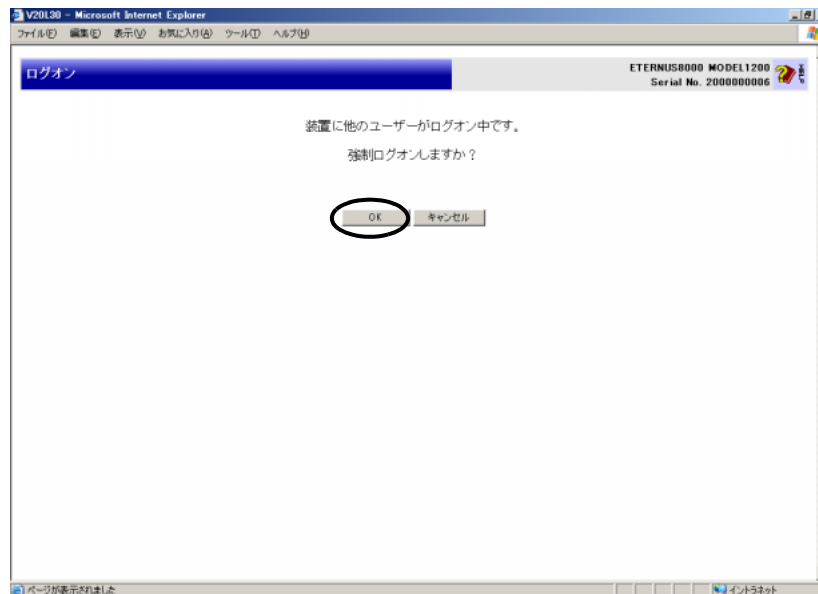 V20L30 - Microsoft Internet Explorer
ファイル(F) 編集(E) 表示(V) お気に入り(A) ツール(T) ヘルプ(H)
ログオン
ETERNUS8000 MODEL1200
Serial No. 2000000006
ヘルプ
装置に他のユーザーがログオン中です。
強制ログオンしますか？
OK キャンセル
ページが表示されました
イントラネット